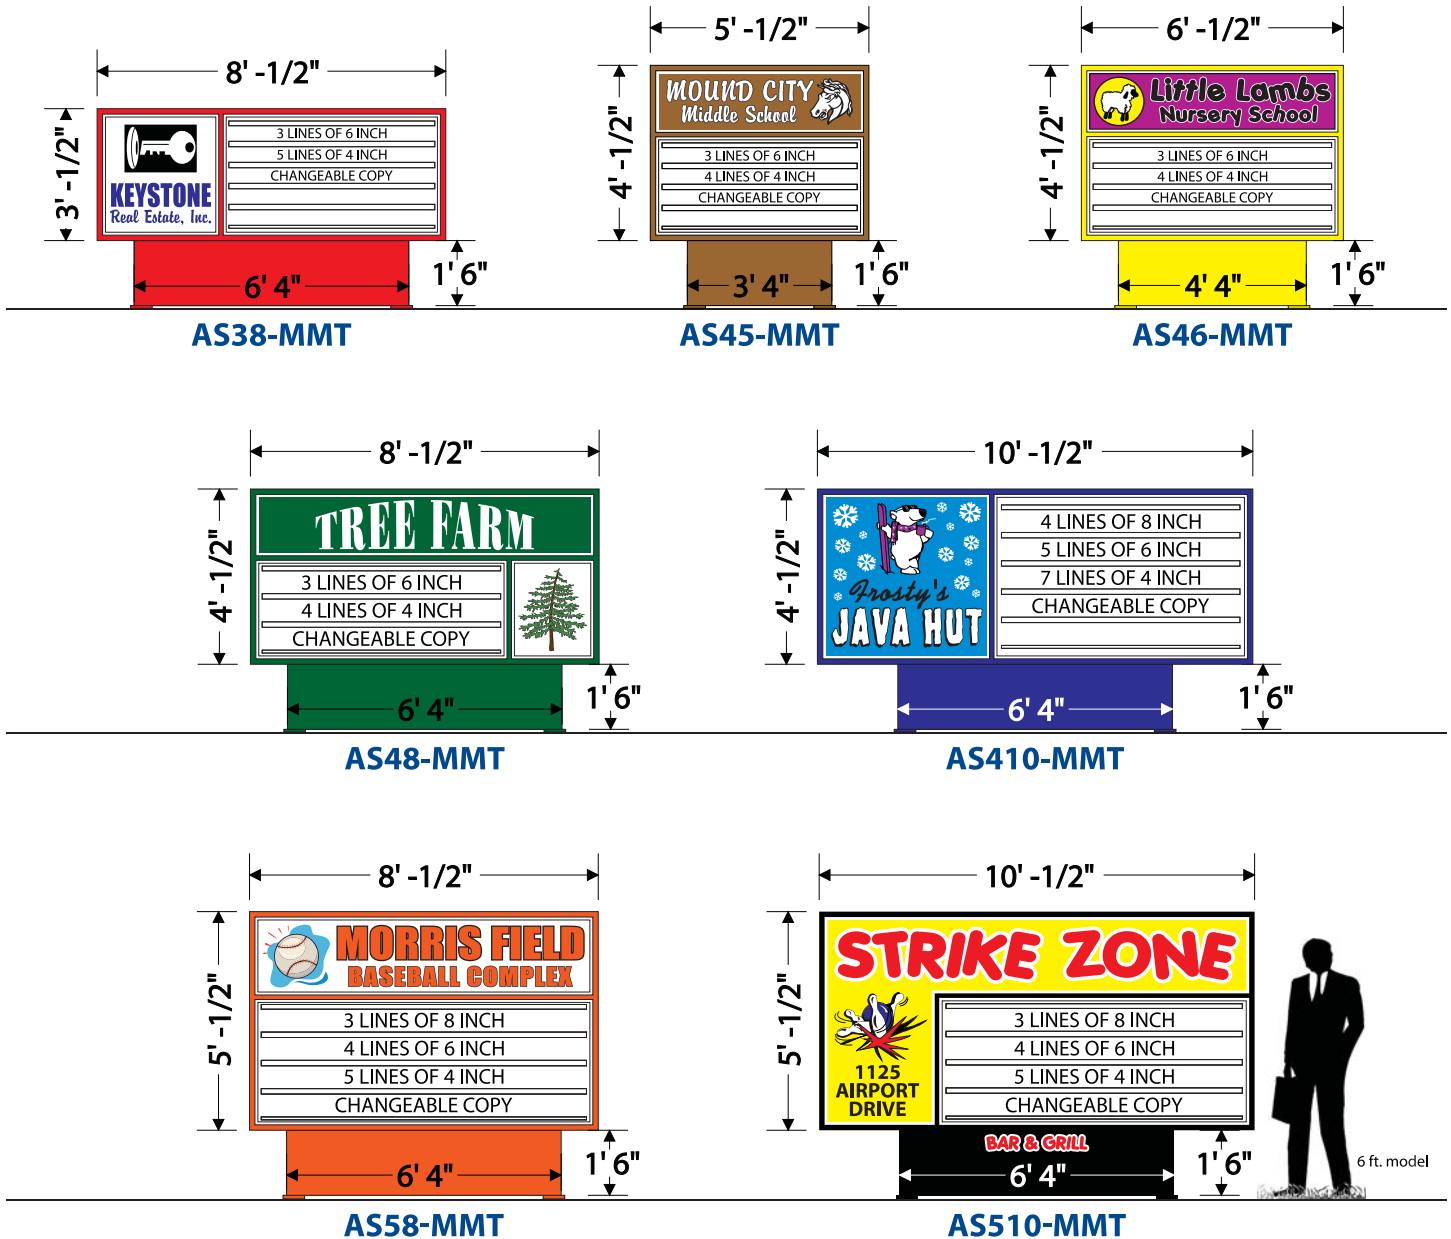 8' -1/2"
3' -1/2"
KEYSTONE
Real Estate, Inc.
3 LINES OF 6 INCH
5 LINES OF 4 INCH
CHANGEABLE COPY
6' 4"
1' 6"
AS38-MMT
5' -1/2"
4' -1/2"
MOUND CITY
Middle School
3 LINES OF 6 INCH
4 LINES OF 4 INCH
CHANGEABLE COPY
3' 4"
1' 6"
AS45-MMT
6' -1/2"
4' -1/2"
Little Lambs
Nursery School
3 LINES OF 6 INCH
4 LINES OF 4 INCH
CHANGEABLE COPY
4' 4"
1' 6"
AS46-MMT
8' -1/2"
4' -1/2"
TREE FARM
3 LINES OF 6 INCH
4 LINES OF 4 INCH
CHANGEABLE COPY
6' 4"
1' 6"
AS48-MMT
10' -1/2"
4' -1/2"
Frosty's
JAVA HUT
4 LINES OF 8 INCH
5 LINES OF 6 INCH
7 LINES OF 4 INCH
CHANGEABLE COPY
6' 4"
1' 6"
AS410-MMT
8' -1/2"
5' -1/2"
MORRIS FIELD
BASEBALL COMPLEX
3 LINES OF 8 INCH
4 LINES OF 6 INCH
5 LINES OF 4 INCH
CHANGEABLE COPY
6' 4"
1' 6"
AS58-MMT
10' -1/2"
5' -1/2"
STRIKE ZONE
1125
AIRPORT
DRIVE
3 LINES OF 8 INCH
4 LINES OF 6 INCH
5 LINES OF 4 INCH
CHANGEABLE COPY
BAR & GRILL
6' 4"
1' 6"
6 ft. model
AS510-MMT